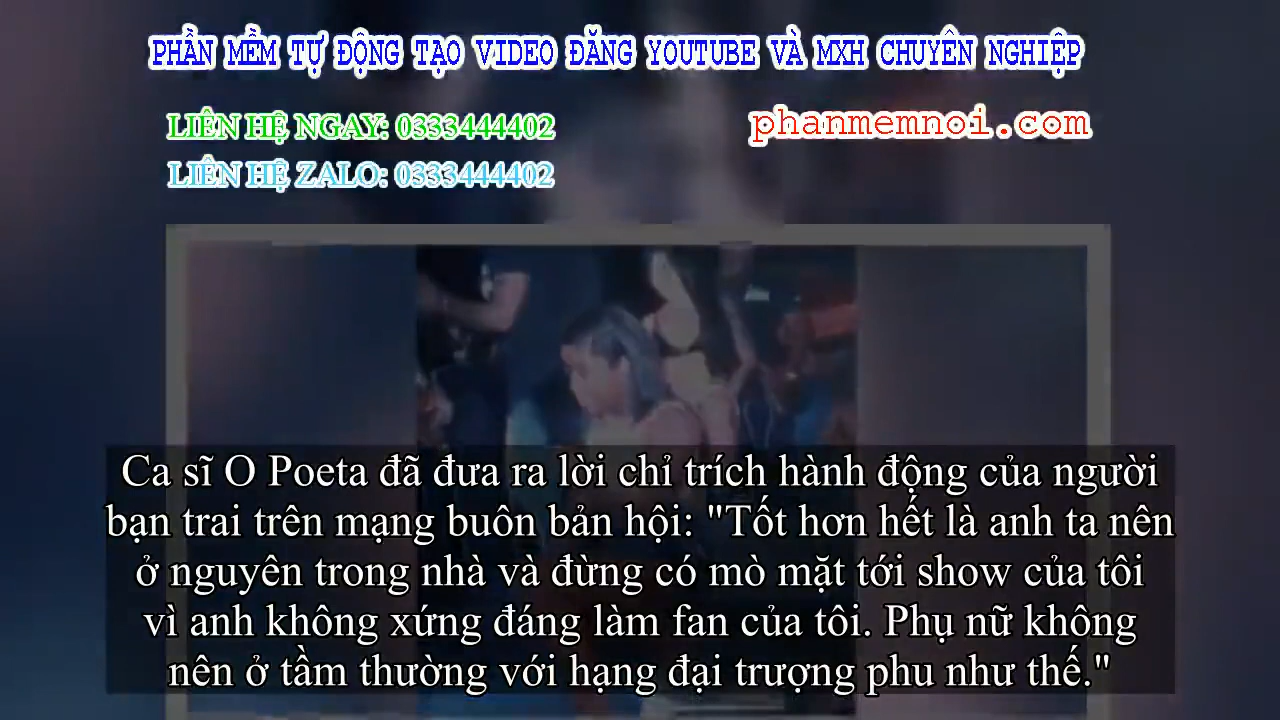 PHẦN MỀM TỰ ĐỘNG TẠO VIDEO ĐĂNG YOUTUBE VÀ MXH CHUYÊN NGHIỆP
LIÊN HỆ NGAY: 0333444402
phanmemnoi.com
LIÊN HỆ ZALO: 0333444402
Ca sĩ O Poeta đã đưa ra lời chỉ trích hành động của người
bạn trai trên mạng buôn bản hội: "Tốt hơn hết là anh ta nên
ở nguyên trong nhà và đừng có mò mặt tới show của tôi
vì anh không xứng đáng làm fan của tôi. Phụ nữ không
nên ở tầm thường với hạng đại trượng phu như thế."